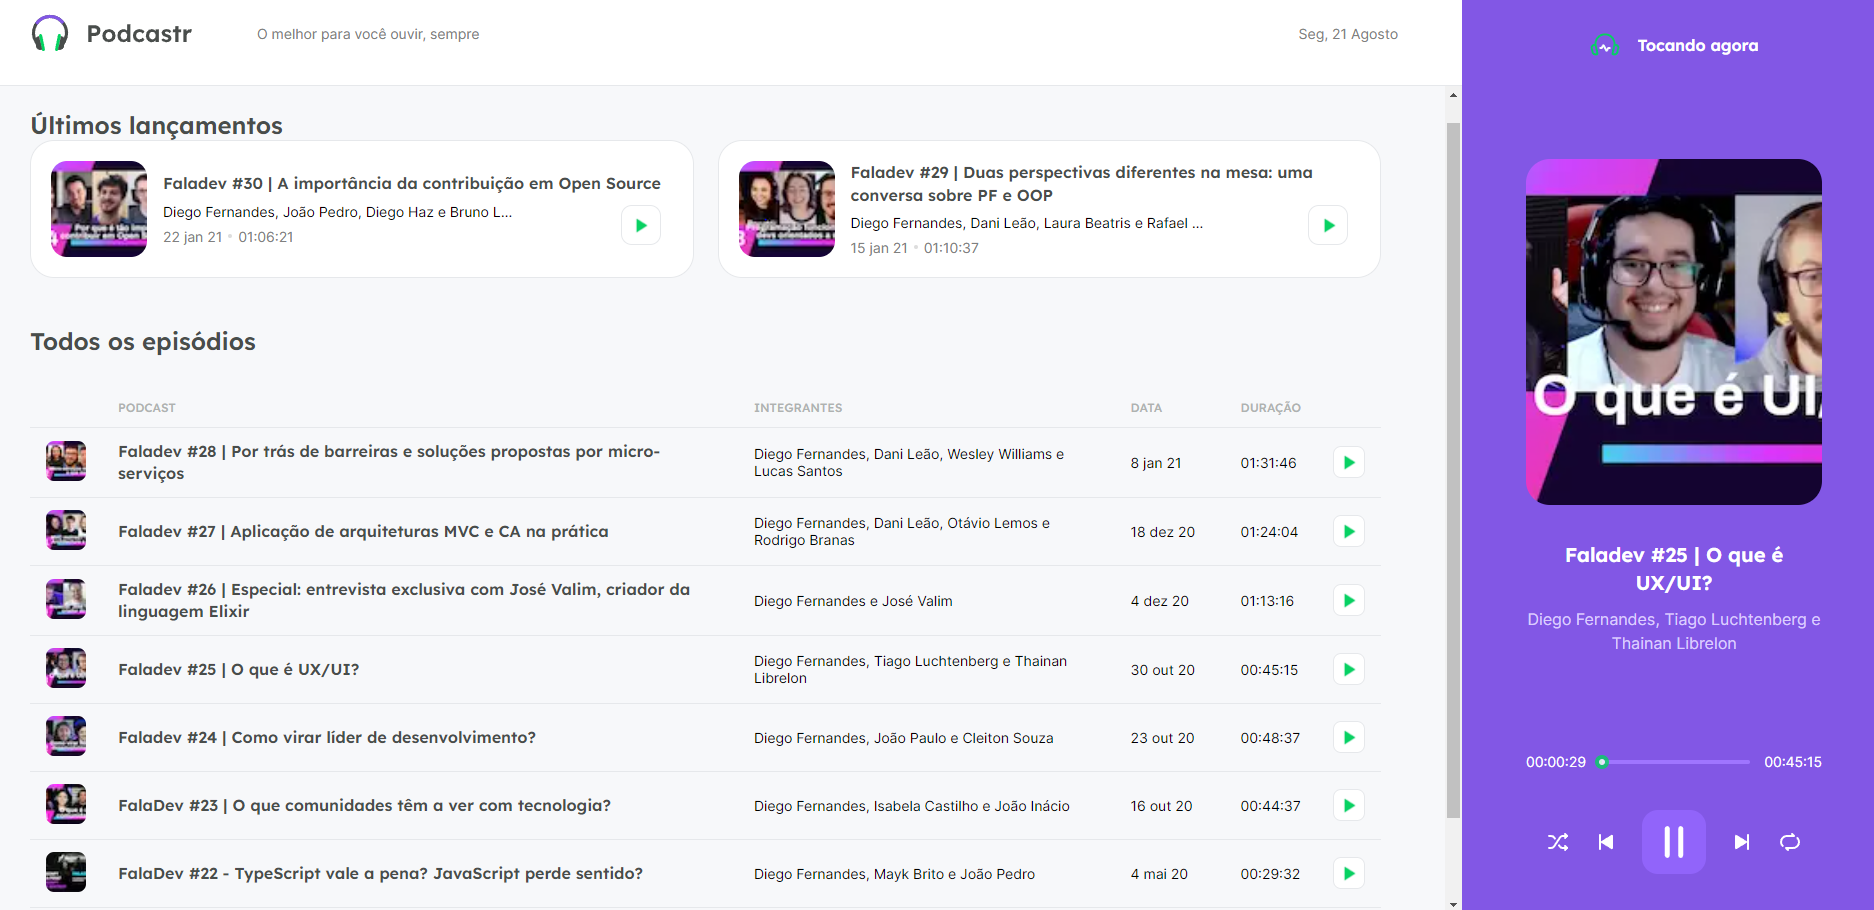 Podcastr
O melhor para você ouvir, sempre
Seg, 21 Agosto
Últimos lançamentos
Faladev #30 | A importância da contribuição em Open Source
Diego Fernandes, João Pedro, Diego Haz e Bruno L...
22 jan 21 • 01:06:21
Faladev #29 | Duas perspectivas diferentes na mesa: uma
conversa sobre PF e OOP
Diego Fernandes, Dani Leão, Laura Beatris e Rafael ...
15 jan 21 • 01:10:37
Todos os episódios
PODCAST INTEGRANTES DATA DURAÇÃO
Faladev #28 | Por trás de barreiras e soluções propostas por micro-
serviços
Diego Fernandes, Dani Leão, Wesley Williams e
Lucas Santos
8 jan 21
01:31:46
Faladev #27 | Aplicação de arquiteturas MVC e CA na prática
Diego Fernandes, Dani Leão, Otávio Lemos e
Rodrigo Branas
18 dez 20
01:24:04
Faladev #26 | Especial: entrevista exclusiva com José Valim, criador da
linguagem Elixir
Diego Fernandes e José Valim
4 dez 20
01:13:16
Faladev #25 | O que é UX/UI?
Diego Fernandes, Tiago Luchtenberg e Thainan
Librelon
30 out 20
00:45:15
Faladev #24 | Como virar líder de desenvolvimento?
Diego Fernandes, João Paulo e Cleiton Souza
23 out 20
00:48:37
FalaDev #23 | O que comunidades têm a ver com tecnologia?
Diego Fernandes, Isabela Castilho e João Inácio
16 out 20
00:44:37
FalaDev #22 - TypeScript vale a pena? JavaScript perde sentido?
Diego Fernandes, Mayk Brito e João Pedro
4 mai 20
00:29:32
Tocando agora
O que é UI/
Faladev #25 | O que é
UX/UI?
Diego Fernandes, Tiago Luchtenberg e
Thainan Librelon
00:00:29
00:45:15